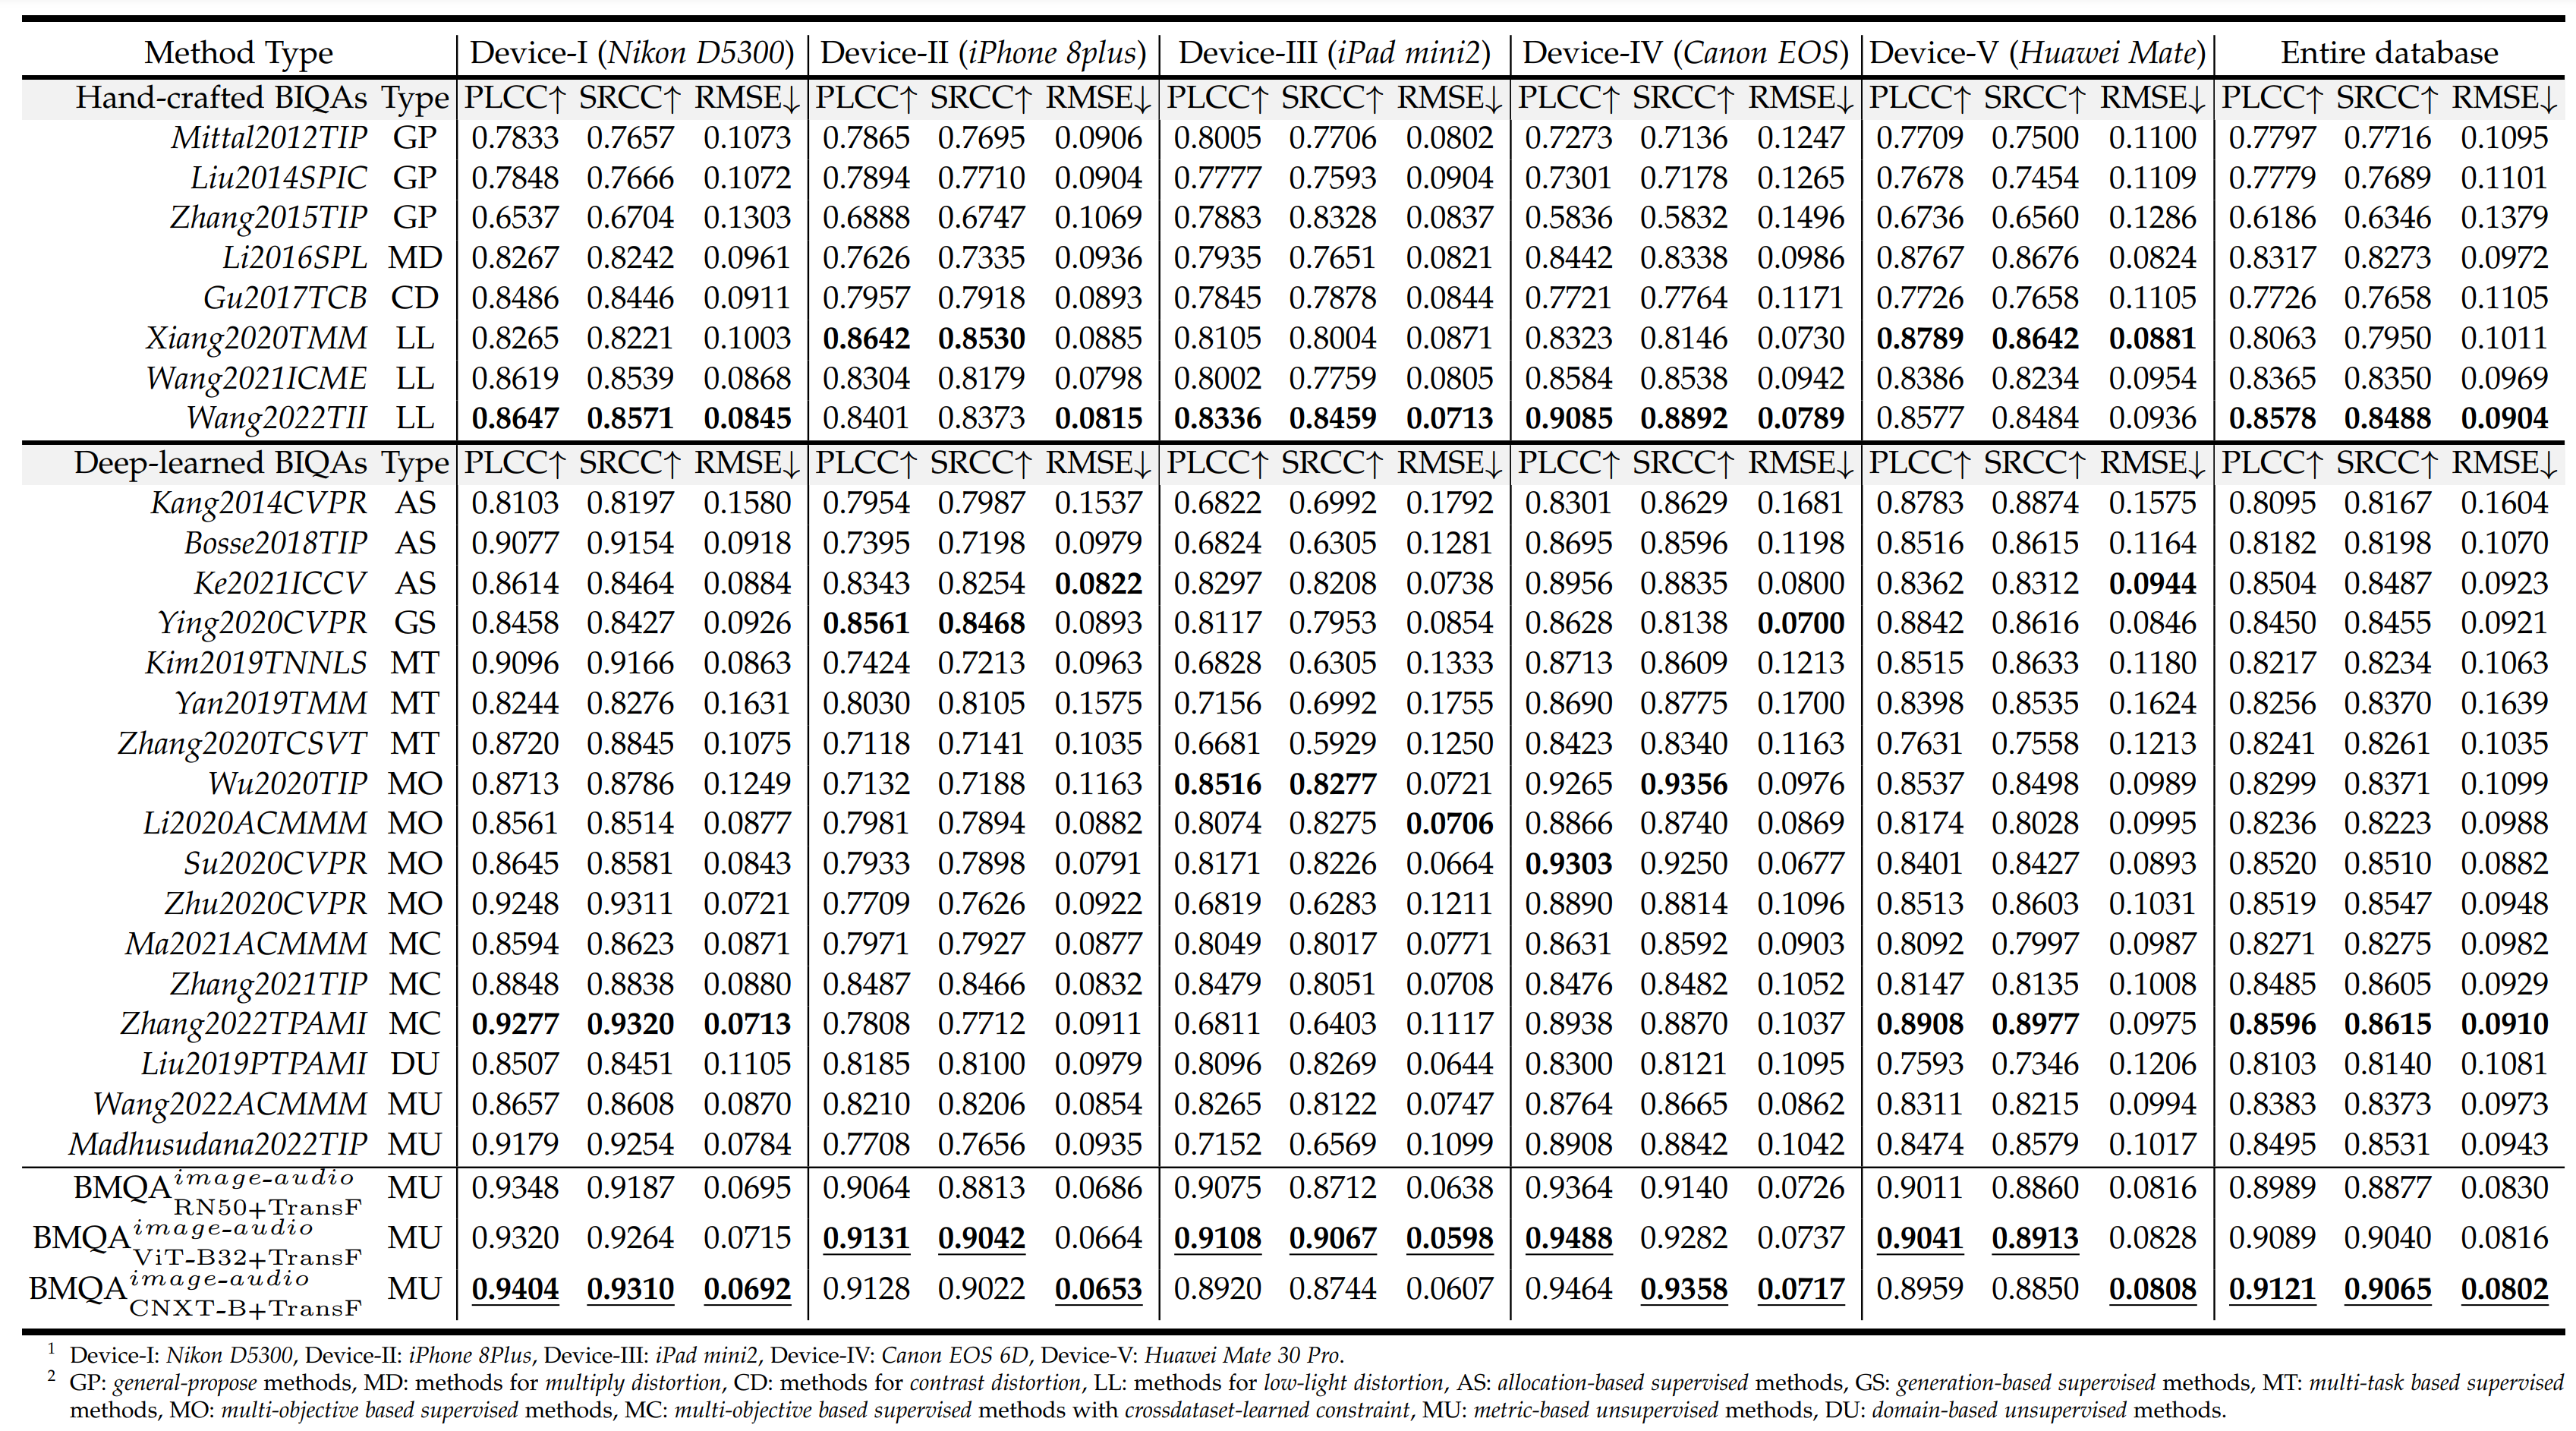 Method Type Device-I (Nikon D5300) Device-II (iPhone 8plus) Device-III (iPad mini2) Device-IV (Canon EOS) Device-V (Huawei Mate) Entire database
Hand-crafted BIQAs Type PLCC↑ SRCC↑ RMSE↓ PLCC↑ SRCC↑ RMSE↓ PLCC↑ SRCC↑ RMSE↓ PLCC↑ SRCC↑ RMSE↓ PLCC↑ SRCC↑ RMSE↓ PLCC↑ SRCC↑ RMSE↓
Mittal2012TIP GP 0.7833 0.7657 0.1073 0.7865 0.7695 0.0906 0.8005 0.7706 0.0802 0.7273 0.7136 0.1247 0.7709 0.7500 0.1100 0.7797 0.7716 0.1095
Liu2014SPIC GP 0.7848 0.7666 0.1072 0.7894 0.7710 0.0904 0.7777 0.7593 0.0904 0.7301 0.7178 0.1265 0.7678 0.7454 0.1109 0.7779 0.7689 0.1101
Zhang2015TIP GP 0.6537 0.6704 0.1303 0.6888 0.6747 0.1069 0.7883 0.8328 0.0837 0.5836 0.5832 0.1496 0.6736 0.6560 0.1286 0.6186 0.6346 0.1379
Li2016SPL MD 0.8267 0.8242 0.0961 0.7626 0.7335 0.0936 0.7935 0.7651 0.0821 0.8442 0.8338 0.0986 0.8767 0.8676 0.0824 0.8317 0.8273 0.0972
Gu2017TCB CD 0.8486 0.8446 0.0911 0.7957 0.7918 0.0893 0.7845 0.7878 0.0844 0.7721 0.7764 0.1171 0.7726 0.7658 0.1105 0.7726 0.7658 0.1105
Xiang2020TMM LL 0.8265 0.8221 0.1003 0.8642 0.8530 0.0885 0.8105 0.8004 0.0871 0.8323 0.8146 0.0730 0.8789 0.8642 0.0881 0.8063 0.7950 0.1011
Wang2021ICME LL 0.8619 0.8539 0.0868 0.8304 0.8179 0.0798 0.8002 0.7759 0.0805 0.8584 0.8538 0.0942 0.8386 0.8234 0.0954 0.8365 0.8350 0.0969
Wang2022TII LL 0.8647 0.8571 0.0845 0.8401 0.8373 0.0815 0.8336 0.8459 0.0713 0.9085 0.8892 0.0789 0.8577 0.8484 0.0936 0.8578 0.8488 0.0904
Deep-learned BIQAs Type PLCC↑ SRCC↑ RMSE↓ PLCC↑ SRCC↑ RMSE↓ PLCC↑ SRCC↑ RMSE↓ PLCC↑ SRCC↑ RMSE↓ PLCC↑ SRCC↑ RMSE↓ PLCC↑ SRCC↑ RMSE↓
Kang2014CVPR AS 0.8103 0.8197 0.1580 0.7954 0.7987 0.1537 0.6822 0.6992 0.1792 0.8301 0.8629 0.1681 0.8783 0.8874 0.1575 0.8095 0.8167 0.1604
Bosse2018TIP AS 0.9077 0.9154 0.0918 0.7395 0.7198 0.0979 0.6824 0.6305 0.1281 0.8695 0.8596 0.1198 0.8516 0.8615 0.1164 0.8182 0.8198 0.1070
Ke2021ICCV AS 0.8614 0.8464 0.0884 0.8343 0.8254 0.0822 0.8297 0.8208 0.0738 0.8956 0.8835 0.0800 0.8362 0.8312 0.0944 0.8504 0.8487 0.0923
Ying2020CVPR GS 0.8458 0.8427 0.0926 0.8561 0.8468 0.0893 0.8117 0.7953 0.0854 0.8628 0.8138 0.0700 0.8842 0.8616 0.0846 0.8450 0.8455 0.0921
Kim2019TNNLS MT 0.9096 0.9166 0.0863 0.7424 0.7213 0.0963 0.6828 0.6305 0.1333 0.8713 0.8609 0.1213 0.8515 0.8633 0.1180 0.8217 0.8234 0.1063
Yan2019TMM MT 0.8244 0.8276 0.1631 0.8030 0.8105 0.1575 0.7156 0.6992 0.1755 0.8690 0.8775 0.1700 0.8398 0.8535 0.1624 0.8256 0.8370 0.1639
Zhang2020TCSVT MT 0.8720 0.8845 0.1075 0.7118 0.7141 0.1035 0.6681 0.5929 0.1250 0.8423 0.8340 0.1163 0.7631 0.7558 0.1213 0.8241 0.8261 0.1035
Wu2020TIP MO 0.8713 0.8786 0.1249 0.7132 0.7188 0.1163 0.8516 0.8277 0.0721 0.9265 0.9356 0.0976 0.8537 0.8498 0.0989 0.8299 0.8371 0.1099
Li2020ACMMM MO 0.8561 0.8514 0.0877 0.7981 0.7894 0.0882 0.8074 0.8275 0.0706 0.8866 0.8740 0.0869 0.8174 0.8028 0.0995 0.8236 0.8223 0.0988
Su2020CVPR MO 0.8645 0.8581 0.0843 0.7933 0.7898 0.0791 0.8171 0.8226 0.0664 0.9303 0.9250 0.0677 0.8401 0.8427 0.0893 0.8520 0.8510 0.0882
Zhu2020CVPR MO 0.9248 0.9311 0.0721 0.7709 0.7626 0.0922 0.6819 0.6283 0.1211 0.8890 0.8814 0.1096 0.8513 0.8603 0.1031 0.8519 0.8547 0.0948
Ma2021ACMMM MC 0.8594 0.8623 0.0871 0.7971 0.7927 0.0877 0.8049 0.8017 0.0771 0.8631 0.8592 0.0903 0.8092 0.7997 0.0987 0.8271 0.8275 0.0982
Zhang2021TIP MC 0.8848 0.8838 0.0880 0.8487 0.8466 0.0832 0.8479 0.8051 0.0708 0.8476 0.8482 0.1052 0.8147 0.8135 0.1008 0.8485 0.8605 0.0929
Zhang2022TPAMI MC 0.9277 0.9320 0.0713 0.7808 0.7712 0.0911 0.6811 0.6403 0.1117 0.8938 0.8870 0.1037 0.8908 0.8977 0.0975 0.8596 0.8615 0.0910
Liu2019PTPAMI DU 0.8507 0.8451 0.1105 0.8185 0.8100 0.0979 0.8096 0.8269 0.0644 0.8300 0.8121 0.1095 0.7593 0.7346 0.1206 0.8103 0.8140 0.1081
Wang2022ACMMM MU 0.8657 0.8608 0.0870 0.8210 0.8206 0.0854 0.8265 0.8122 0.0747 0.8764 0.8665 0.0862 0.8311 0.8215 0.0994 0.8383 0.8373 0.0973
Madhusudana2022TIP MU 0.9179 0.9254 0.0784 0.7708 0.7656 0.0935 0.7152 0.6569 0.1099 0.8908 0.8842 0.1042 0.8474 0.8579 0.1017 0.8495 0.8531 0.0943
BMQA image-audio RN50+TransF MU 0.9348 0.9187 0.0695 0.9064 0.8813 0.0686 0.9075 0.8712 0.0638 0.9364 0.9140 0.0726 0.9011 0.8860 0.0816 0.8989 0.8877 0.0830
BMQA image-audio ViT-B32+TransF MU 0.9320 0.9264 0.0715 0.9131 0.9042 0.0664 0.9108 0.9067 0.0598 0.9488 0.9282 0.0737 0.9041 0.8913 0.0828 0.9089 0.9040 0.0816
BMQA image-audio CNXT-B+TransF MU 0.9404 0.9310 0.0692 0.9128 0.9022 0.0653 0.8920 0.8744 0.0607 0.9464 0.9358 0.0717 0.8959 0.8850 0.0808 0.9121 0.9065 0.0802
1 Device-I: Nikon D5300, Device-II: iPhone 8Plus, Device-III: iPad mini2, Device-IV: Canon EOS 6D, Device-V: Huawei Mate 30 Pro.
2 GP: general-propose methods, MD: methods for multiply distortion, CD: methods for contrast distortion, LL: methods for low-light distortion, AS: allocation-based supervised methods, GS: generation-based supervised methods, MT: multi-task based supervised
methods, MO: multi-objective based supervised methods, MC: multi-objective based supervised methods with crossdataset-learned constraint, MU: metric-based unsupervised methods, DU: domain-based unsupervised methods.